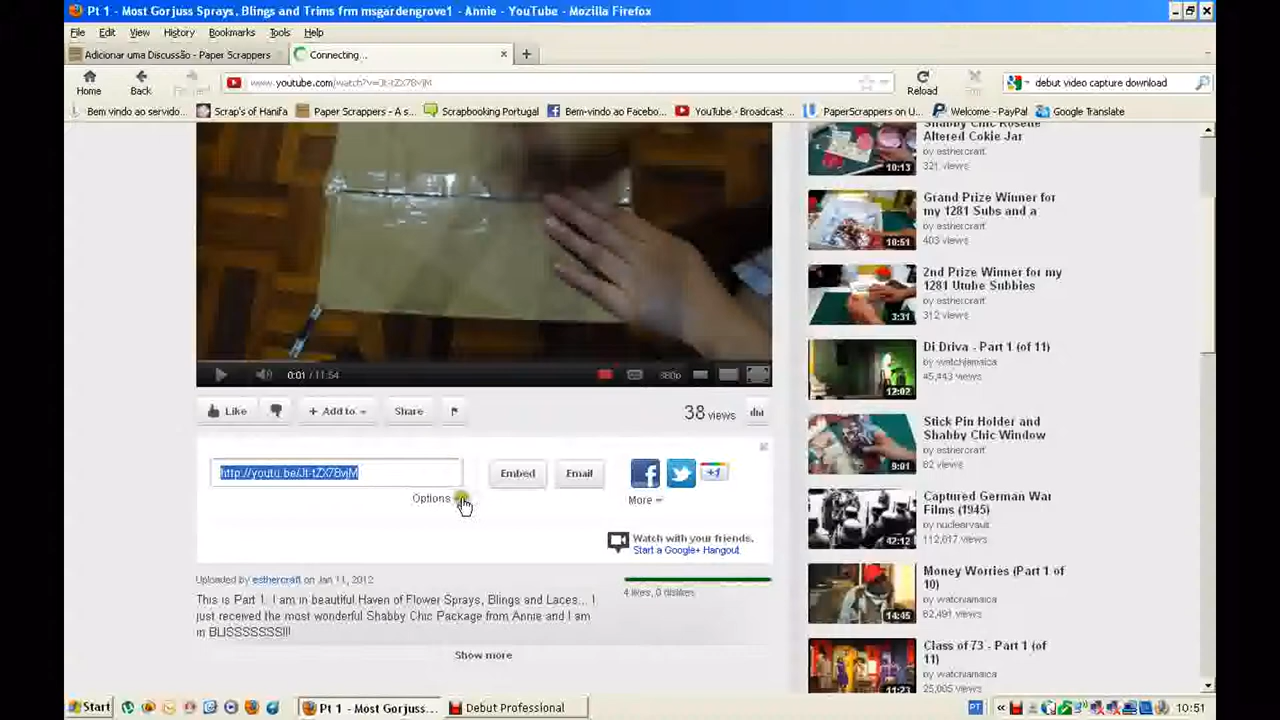 Pt 1 - Most Gorjuss Sprays, Blings and Trims frm msgardengrove1 - Annie - YouTube - Mozilla Firefox
File Edit View History Bookmarks Tools Help
Adicionar uma Discussão - Paper Scrappers
Connecting...
Home Back Reload
debut video capture download
Bem vindo ao servido... Scrap's of Hanifa Paper Scrappers - A s... Scrapbooking Portugal Bem-vindo ao Facebo... YouTube - Broadcast ... PaperScrappers on U... Welcome - PayPal Google Translate
0:01 / 11:54
380p
Like Add to Share
38 views
http://youtu.be/Jt-tZX7BvjM
Embed Email
Options
More
Watch with your friends.
Start a Google+ Hangout
Uploaded by esthercraft on Jan 11, 2012
4 likes, 0 dislikes
This is Part 1. I am in beautiful Haven of Flower Sprays, Blings and Laces... I
just received the most wonderful Shabby Chic Package from Annie and I am
in BLISSSSSSS!!!
Show more
Shabby Chic Rosette
Altered Cokie Jar
by esthercraft
321 views
10:13
Grand Prize Winner for
my 1281 Subs and a
by esthercraft
403 views
10:51
2nd Prize Winner for my
1281 Utube Subbies
by esthercraft
312 views
3:31
Di Driva - Part 1 (of 11)
by watchjamaica
45,443 views
12:02
Stick Pin Holder and
Shabby Chic Window
by esthercraft
82 views
9:01
Captured German War
Films (1945)
by nuclearvault
112,617 views
42:12
Money Worries (Part 1 of
10)
by watchjamaica
82,491 views
14:45
Class of 73 - Part 1 (of
11)
by watchjamaica
25,005 views
11:23
Start
Pt 1 - Most Gorjuss...
Debut Professional
PT
10:51